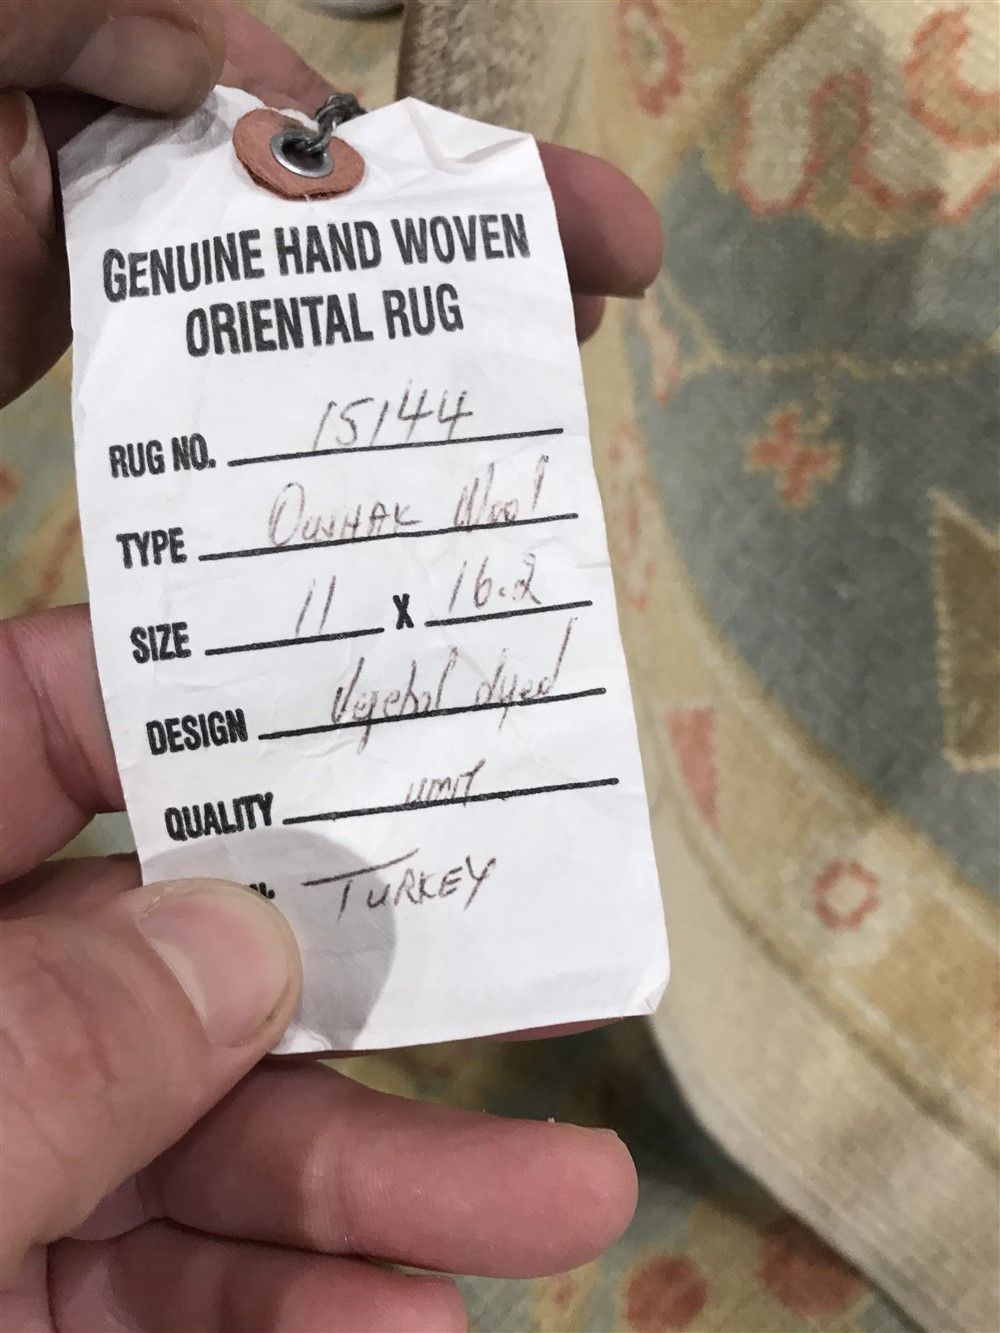 GENUINE HAND WOVEN
ORIENTAL RUG
RUG NO. 15144
TYPE Oushak Wool
SIZE 11 X 16.2
DESIGN Vegetal dyed
QUALITY
TURKEY